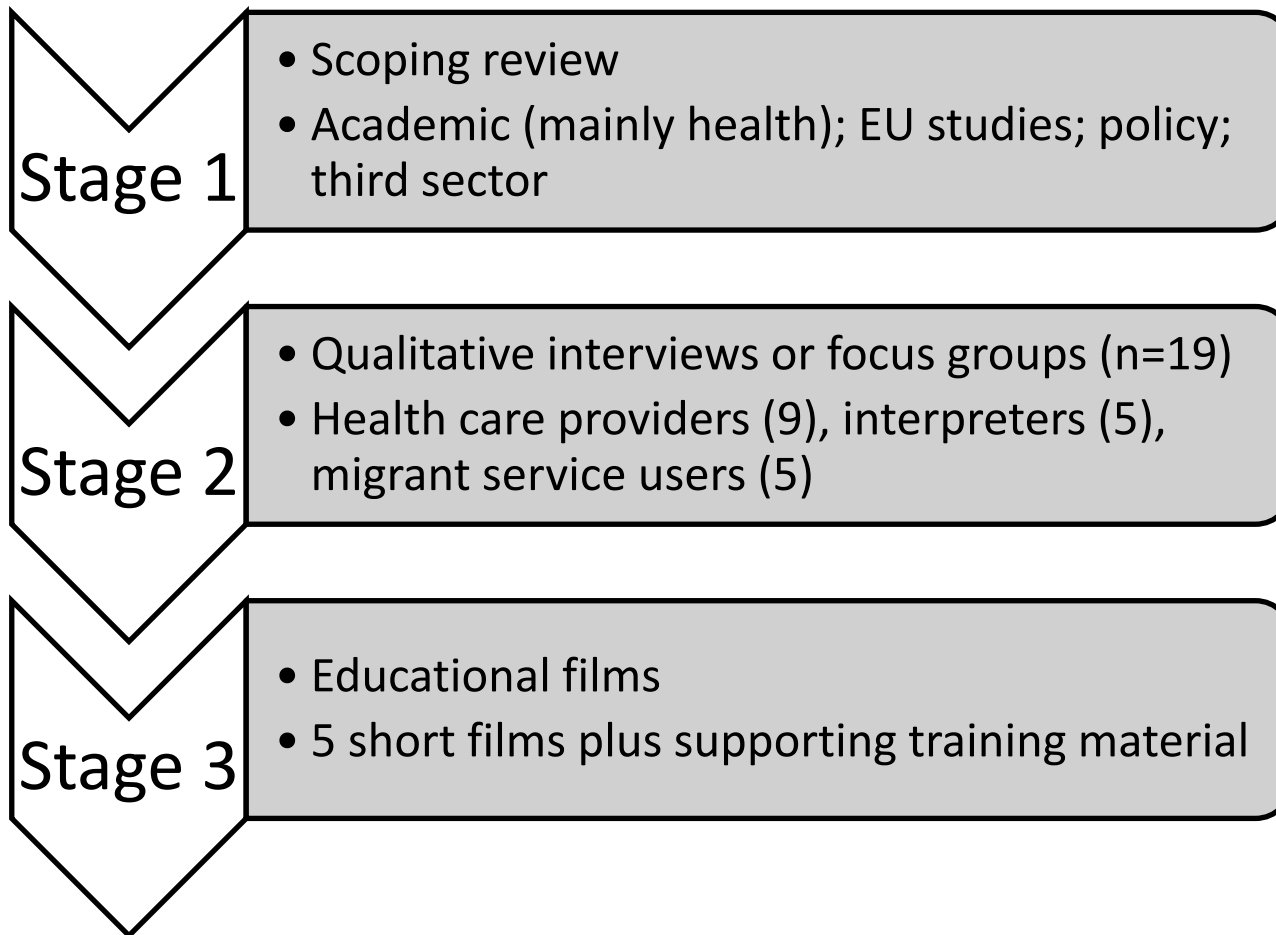 Stage 1
• Scoping review
• Academic (mainly health); EU studies; policy;
third sector
Stage 2
• Qualitative interviews or focus groups (n=19)
• Health care providers (9), interpreters (5),
migrant service users (5)
Stage 3
• Educational films
• 5 short films plus supporting training material